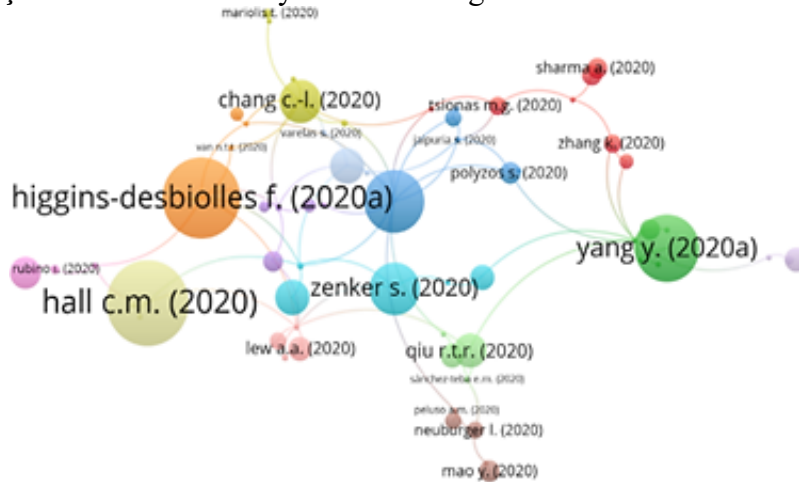 mariolis t. (2020)
sharma a. (2020)
chang c.-l. (2020)
tsionas m.g. (2020)
varelas s. (2020)
jaipuria s. (2020)
zhang k. (2020)
van n.t.t. (2020)
polyzos s. (2020)
higgins-desbiolles f. (2020a)
yang y. (2020a)
rubino i. (2020)
hall c.m. (2020)
zenker s. (2020)
lew a.a. (2020)
qiu r.t.r. (2020)
sánchez-teba e.m. (2020)
peluso a.m. (2020)
neuburger l. (2020)
mao y. (2020)